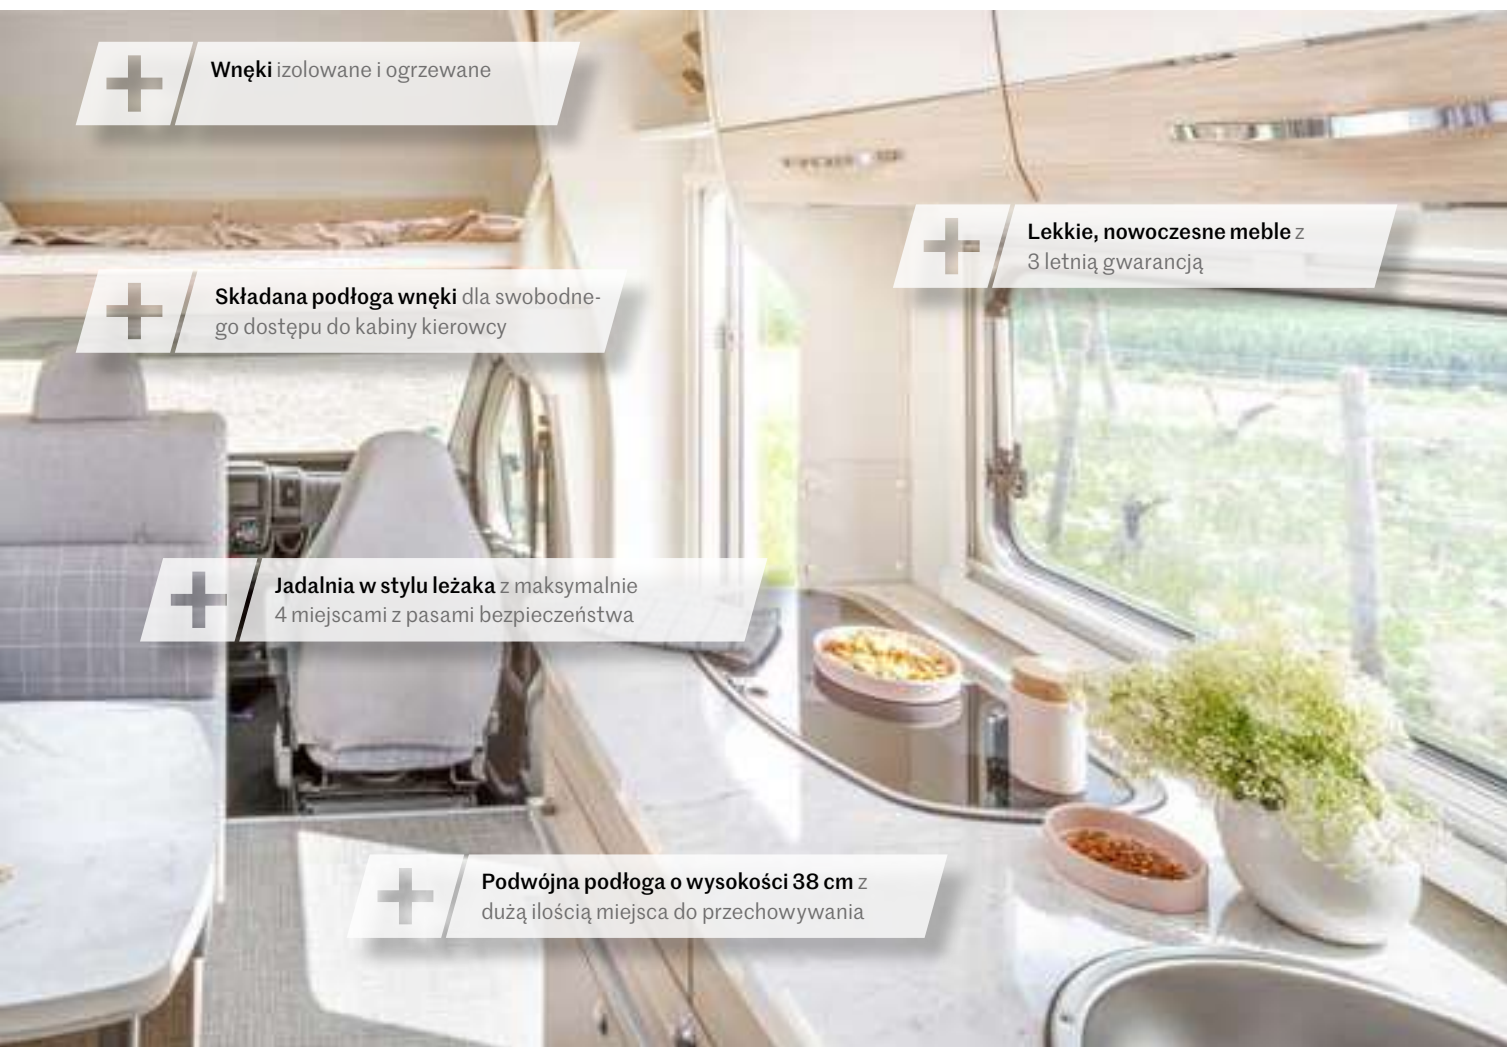 Wnęki izolowane i ogrzewane
Lekkie, nowoczesne meble z
3 letnią gwarancją
Składana podłoga wnęki dla swobodne-
go dostępu do kabiny kierowcy
Jadalnia w stylu leżaka z maksymalnie
4 miejscami z pasami bezpieczeństwa
Podwójna podłoga o wysokości 38 cm z
dużą ilością miejsca do przechowywania